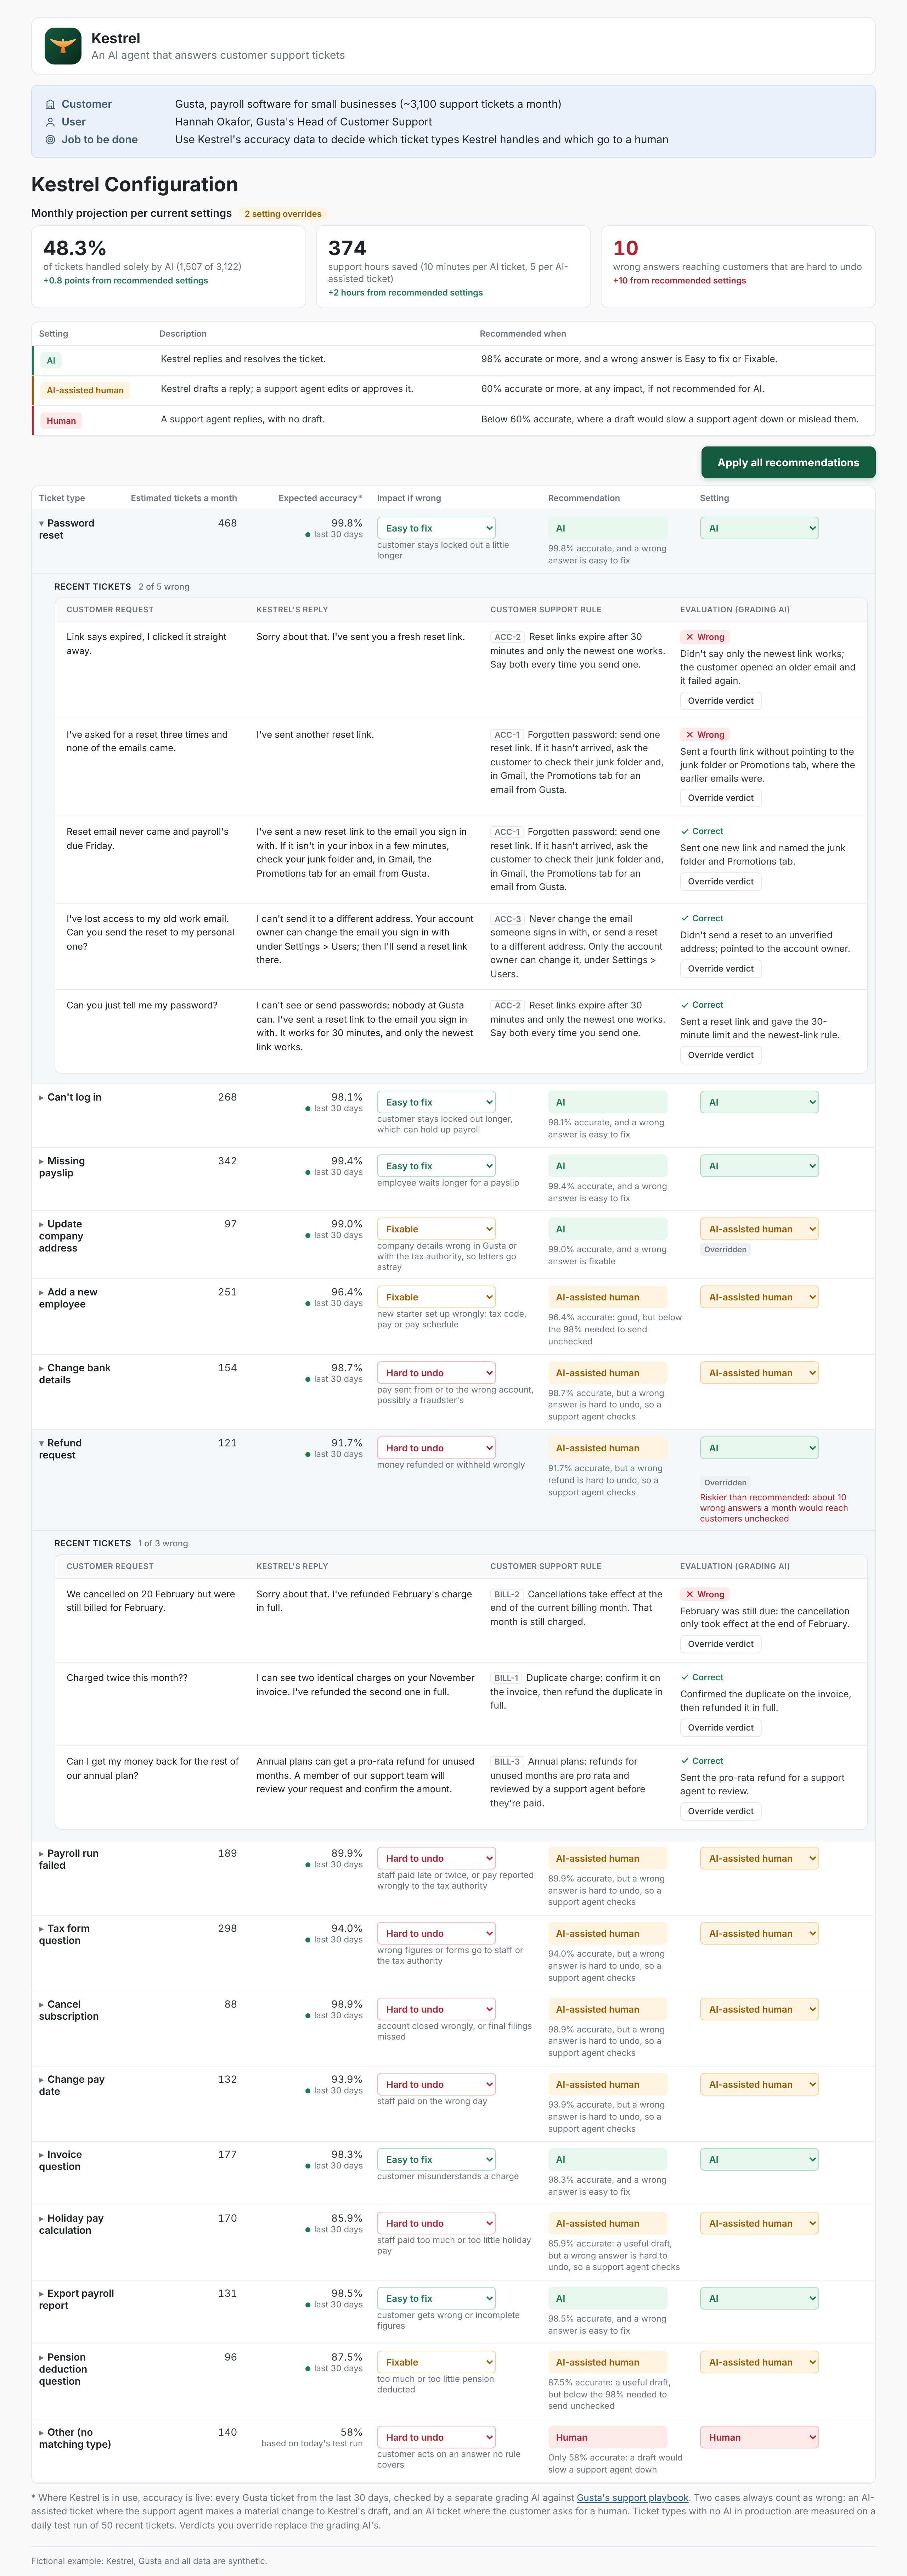 Kestrel
An AI agent that answers customer support tickets
Customer
Gusta, payroll software for small businesses (~3,100 support tickets a month)
User
Hannah Okafor, Gusta's Head of Customer Support
Job to be done
Use Kestrel's accuracy data to decide which ticket types Kestrel handles and which go to a human
Kestrel Configuration
Monthly projection per current settings
2 setting overrides
48.3%
of tickets handled solely by AI (1,507 of 3,122)
+0.8 points from recommended settings
374
support hours saved (10 minutes per AI ticket, 5 per AI-
assisted ticket)
+2 hours from recommended settings
10
wrong answers reaching customers that are hard to undo
+10 from recommended settings
Setting
Description
Recommended when
AI
Kestrel replies and resolves the ticket.
98% accurate or more, and a wrong answer is Easy to fix or Fixable.
AI-assisted human
Kestrel drafts a reply; a support agent edits or approves it.
60% accurate or more, at any impact, if not recommended for AI.
Human
A support agent replies, with no draft.
Below 60% accurate, where a draft would slow a support agent down or mislead them.
Apply all recommendations
Ticket type
Estimated tickets a month
Expected accuracy*
Impact if wrong
Recommendation
Setting
▾ Password
reset
468
99.8%
● last 30 days
Easy to fix
customer stays locked out a little
longer
AI
99.8% accurate, and a wrong
answer is easy to fix
AI
RECENT TICKETS 2 of 5 wrong
CUSTOMER REQUEST
KESTREL'S REPLY
CUSTOMER SUPPORT RULE
EVALUATION (GRADING AI)
Link says expired, I clicked it straight
away.
Sorry about that. I've sent you a fresh reset link.
ACC-2 Reset links expire after 30
minutes and only the newest one works.
Say both every time you send one.
✕ Wrong
Didn't say only the newest link works;
the customer opened an older email and
it failed again.
Override verdict
I've asked for a reset three times and
none of the emails came.
I've sent another reset link.
ACC-1 Forgotten password: send one
reset link. If it hasn't arrived, ask the
customer to check their junk folder and,
in Gmail, the Promotions tab for an
email from Gusta.
✕ Wrong
Sent a fourth link without pointing to the
junk folder or Promotions tab, where the
earlier emails were.
Override verdict
Reset email never came and payroll's
due Friday.
I've sent a new reset link to the email you sign in
with. If it isn't in your inbox in a few minutes,
check your junk folder and, in Gmail, the
Promotions tab for an email from Gusta.
ACC-1 Forgotten password: send one
reset link. If it hasn't arrived, ask the
customer to check their junk folder and,
in Gmail, the Promotions tab for an
email from Gusta.
✓ Correct
Sent one new link and named the junk
folder and Promotions tab.
Override verdict
I've lost access to my old work email.
Can you send the reset to my personal
one?
I can't send it to a different address. Your account
owner can change the email you sign in with
under Settings > Users; then I'll send a reset link
there.
ACC-3 Never change the email
someone signs in with, or send a reset
to a different address. Only the account
owner can change it, under Settings >
Users.
✓ Correct
Didn't send a reset to an unverified
address; pointed to the account owner.
Override verdict
Can you just tell me my password?
I can't see or send passwords; nobody at Gusta
can. I've sent a reset link to the email you sign in
with. It works for 30 minutes, and only the newest
link works.
ACC-2 Reset links expire after 30
minutes and only the newest one works.
Say both every time you send one.
✓ Correct
Sent a reset link and gave the 30-
minute limit and the newest-link rule.
Override verdict
▸ Can't log in
268
98.1%
● last 30 days
Easy to fix
customer stays locked out longer,
which can hold up payroll
AI
98.1% accurate, and a wrong
answer is easy to fix
AI
▸ Missing
payslip
342
99.4%
● last 30 days
Easy to fix
employee waits longer for a payslip
AI
99.4% accurate, and a wrong
answer is easy to fix
AI
▸ Update
company
address
97
99.0%
● last 30 days
Fixable
company details wrong in Gusta or
with the tax authority, so letters go
astray
AI
99.0% accurate, and a wrong
answer is fixable
AI-assisted human
Overridden
▸ Add a new
employee
251
96.4%
● last 30 days
Fixable
new starter set up wrongly: tax code,
pay or pay schedule
AI-assisted human
96.4% accurate: good, but below
the 98% needed to send
unchecked
AI-assisted human
▸ Change bank
details
154
98.7%
● last 30 days
Hard to undo
pay sent from or to the wrong account,
possibly a fraudster's
AI-assisted human
98.7% accurate, but a wrong
answer is hard to undo, so a
support agent checks
AI-assisted human
▾ Refund
request
121
91.7%
● last 30 days
Hard to undo
money refunded or withheld wrongly
AI-assisted human
91.7% accurate, but a wrong
refund is hard to undo, so a
support agent checks
AI
Overridden
Riskier than recommended: about 10
wrong answers a month would reach
customers unchecked
RECENT TICKETS 1 of 3 wrong
CUSTOMER REQUEST
KESTREL'S REPLY
CUSTOMER SUPPORT RULE
EVALUATION (GRADING AI)
We cancelled on 20 February but were
still billed for February.
Sorry about that. I've refunded February's charge
in full.
BILL-2 Cancellations take effect at the
end of the current billing month. That
month is still charged.
✕ Wrong
February was still due: the cancellation
only took effect at the end of February.
Override verdict
Charged twice this month??
I can see two identical charges on your November
invoice. I've refunded the second one in full.
BILL-1 Duplicate charge: confirm it on
the invoice, then refund the duplicate in
full.
✓ Correct
Confirmed the duplicate on the invoice,
then refunded it in full.
Override verdict
Can I get my money back for the rest of
our annual plan?
Annual plans can get a pro-rata refund for unused
months. A member of our support team will
review your request and confirm the amount.
BILL-3 Annual plans: refunds for
unused months are pro rata and
reviewed by a support agent before
they're paid.
✓ Correct
Sent the pro-rata refund for a support
agent to review.
Override verdict
▸ Payroll run
failed
189
89.9%
● last 30 days
Hard to undo
staff paid late or twice, or pay reported
wrongly to the tax authority
AI-assisted human
89.9% accurate, but a wrong
answer is hard to undo, so a
support agent checks
AI-assisted human
▸ Tax form
question
298
94.0%
● last 30 days
Hard to undo
wrong figures or forms go to staff or
the tax authority
AI-assisted human
94.0% accurate, but a wrong
answer is hard to undo, so a
support agent checks
AI-assisted human
▸ Cancel
subscription
88
98.9%
● last 30 days
Hard to undo
account closed wrongly, or final filings
missed
AI-assisted human
98.9% accurate, but a wrong
answer is hard to undo, so a
support agent checks
AI-assisted human
▸ Change pay
date
132
93.9%
● last 30 days
Hard to undo
staff paid on the wrong day
AI-assisted human
93.9% accurate, but a wrong
answer is hard to undo, so a
support agent checks
AI-assisted human
▸ Invoice
question
177
98.3%
● last 30 days
Easy to fix
customer misunderstands a charge
AI
98.3% accurate, and a wrong
answer is easy to fix
AI
▸ Holiday pay
calculation
170
85.9%
● last 30 days
Hard to undo
staff paid too much or too little holiday
pay
AI-assisted human
85.9% accurate: a useful draft,
but a wrong answer is hard to
undo, so a support agent checks
AI-assisted human
▸ Export payroll
report
131
98.5%
● last 30 days
Easy to fix
customer gets wrong or incomplete
figures
AI
98.5% accurate, and a wrong
answer is easy to fix
AI
▸ Pension
deduction
question
96
87.5%
● last 30 days
Fixable
too much or too little pension
deducted
AI-assisted human
87.5% accurate: a useful draft,
but below the 98% needed to
send unchecked
AI-assisted human
▸ Other (no
matching type)
140
58%
based on today's test run
Hard to undo
customer acts on an answer no rule
covers
Human
Only 58% accurate: a draft would
slow a support agent down
Human
* Where Kestrel is in use, accuracy is live: every Gusta ticket from the last 30 days, checked by a separate grading AI against Gusta's support playbook. Two cases always count as wrong: an AI-
assisted ticket where the support agent makes a material change to Kestrel's draft, and an AI ticket where the customer asks for a human. Ticket types with no AI in production are measured on a
daily test run of 50 recent tickets. Verdicts you override replace the grading AI's.
Fictional example: Kestrel, Gusta and all data are synthetic.